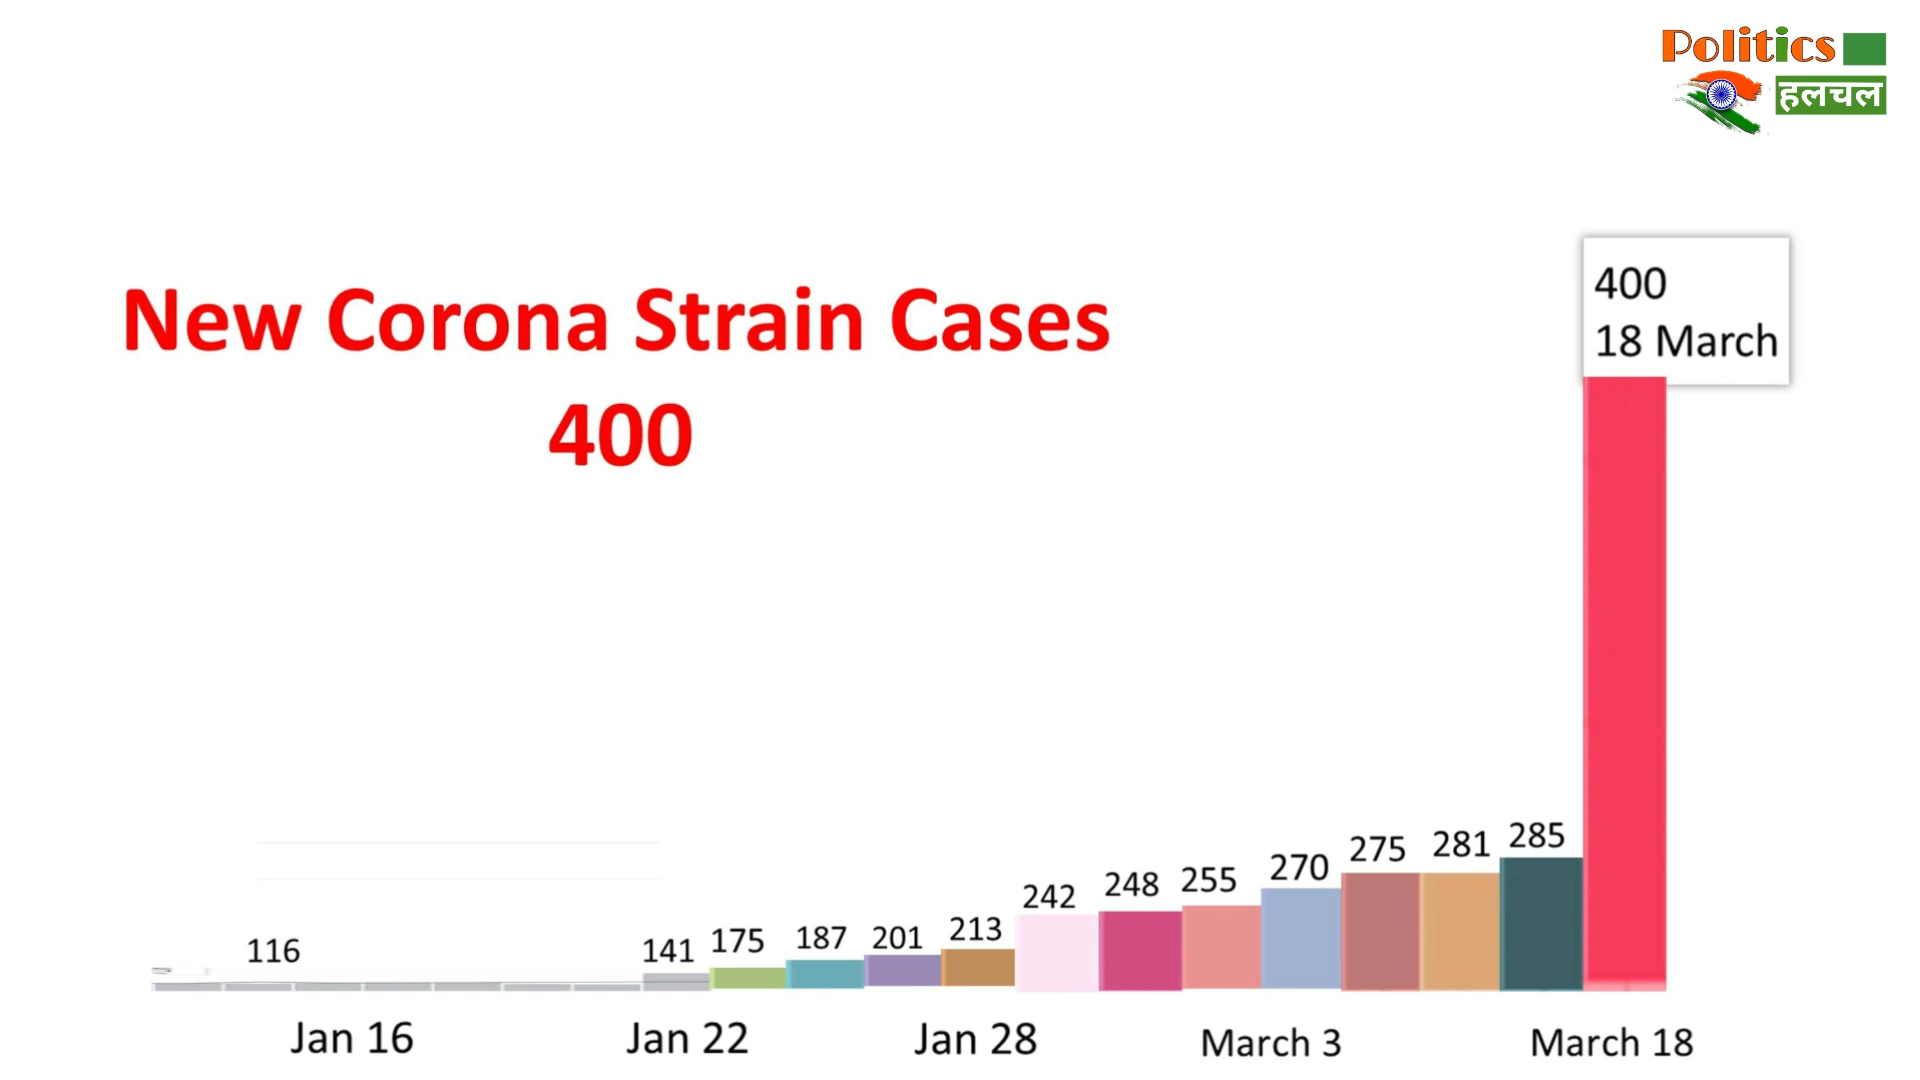 Politics
हलचल
400
18 March
New Corona Strain Cases
400
116
141
175
187
201
213
242
248
255
270
275
281
285
Jan 16
Jan 22
Jan 28
March 3
March 18